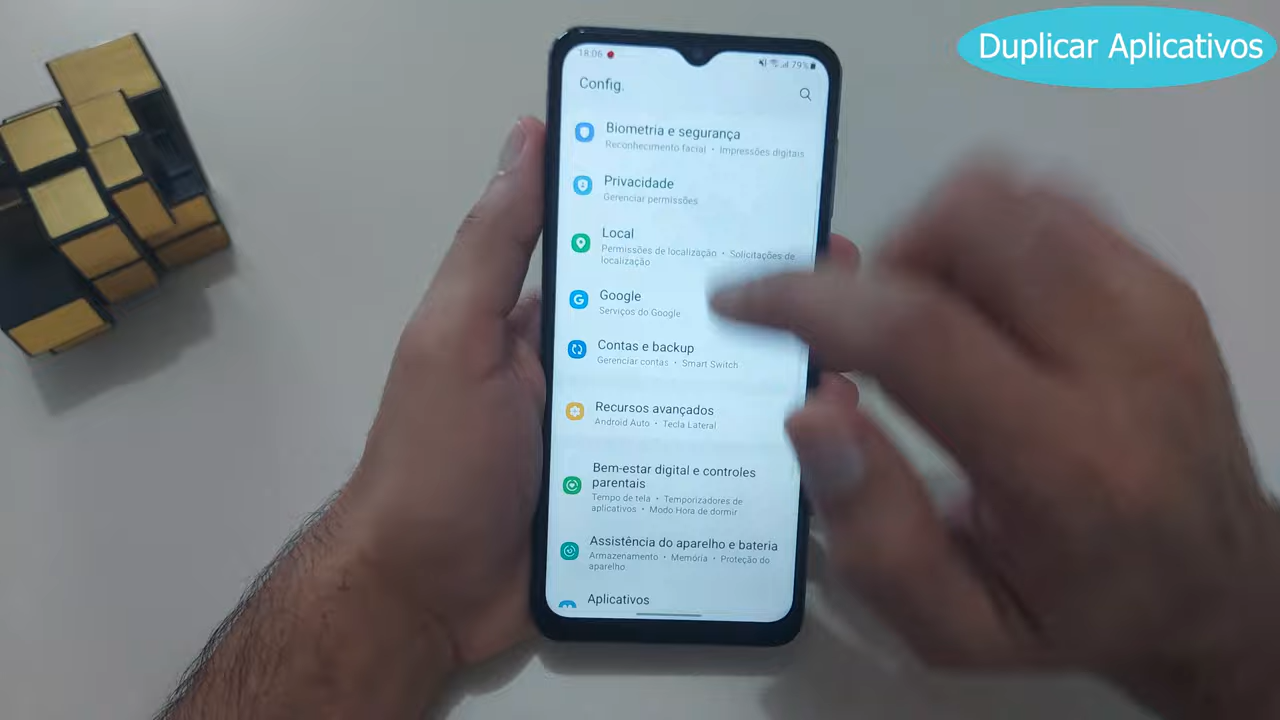 Duplicar Aplicativos
18:06
79%
Config.
Biometria e segurança
Reconhecimento facial • Impressões digitais
Privacidade
Gerenciar permissões
Local
Permissões de localização • Solicitações de
localização
Google
Serviços do Google
Contas e backup
Gerenciar contas • Smart Switch
Recursos avançados
Android Auto • Tecla Lateral
Bem-estar digital e controles
parentais
Tempo de tela • Temporizadores de
aplicativos • Modo Hora de dormir
Assistência do aparelho e bateria
Armazenamento • Memória • Proteção do
aparelho
Aplicativos